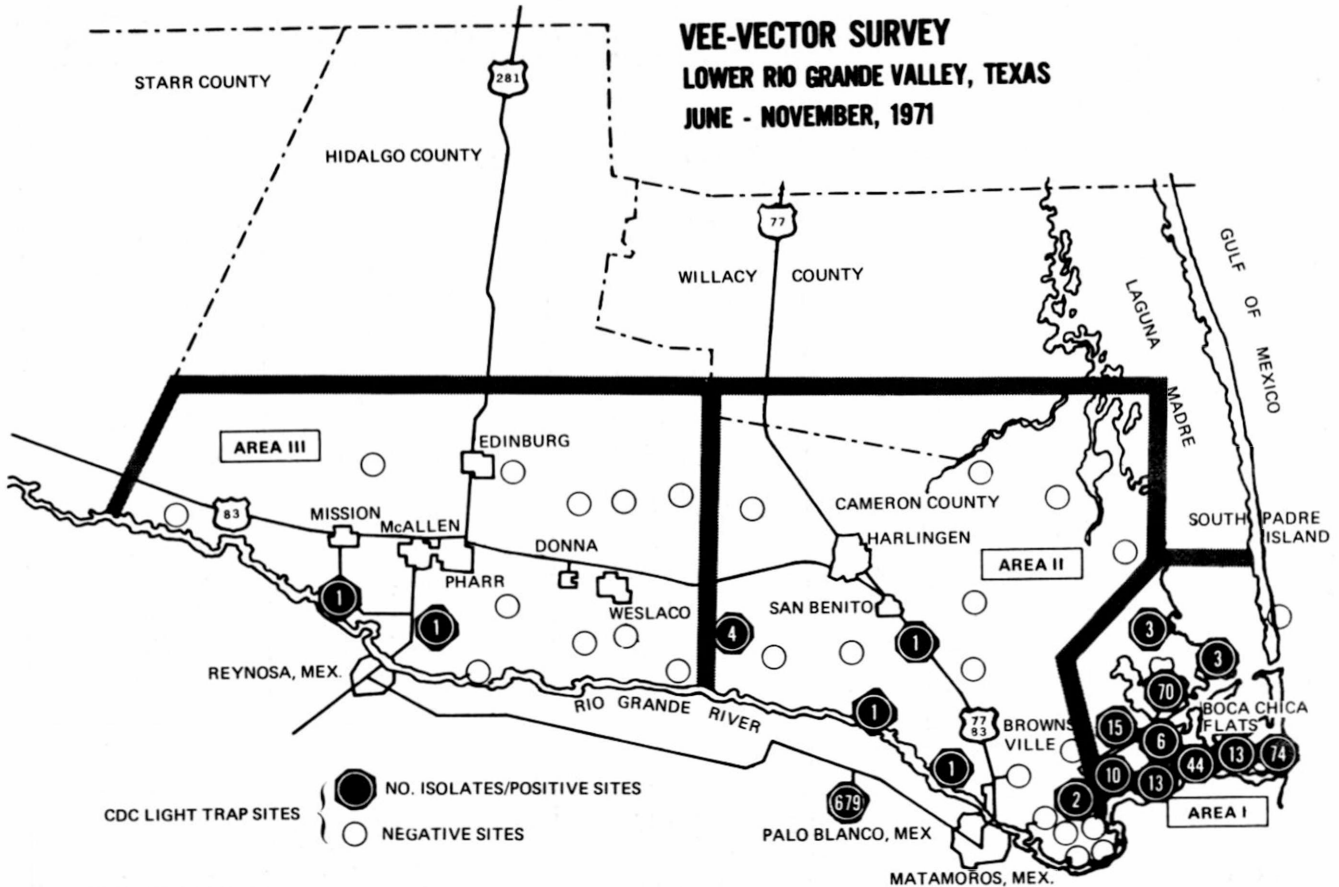 VEE-VECTOR SURVEY
LOWER RIO GRANDE VALLEY, TEXAS
JUNE - NOVEMBER, 1971
STARR COUNTY
281
HIDALGO COUNTY
77
WILLACY COUNTY
GULF OF MEXICO
LAGUNA MADRE
AREA III
EDINBURG
83
MISSION
McALLEN
PHARR
DONNA
WESLACO
CAMERON COUNTY
HARLINGEN
AREA II
SAN BENITO
SOUTH PADRE
ISLAND
1
1
4
1
3
3
REYNOSA, MEX.
RIO GRANDE RIVER
1
77
83
BROWNS
VILLE
70
BOCA CHICA
FLATS
15
6
13
74
44
1
10
13
2
AREA I
CDC LIGHT TRAP SITES
NO. ISOLATES/POSITIVE SITES
NEGATIVE SITES
679
PALO BLANCO, MEX
MATAMOROS, MEX.